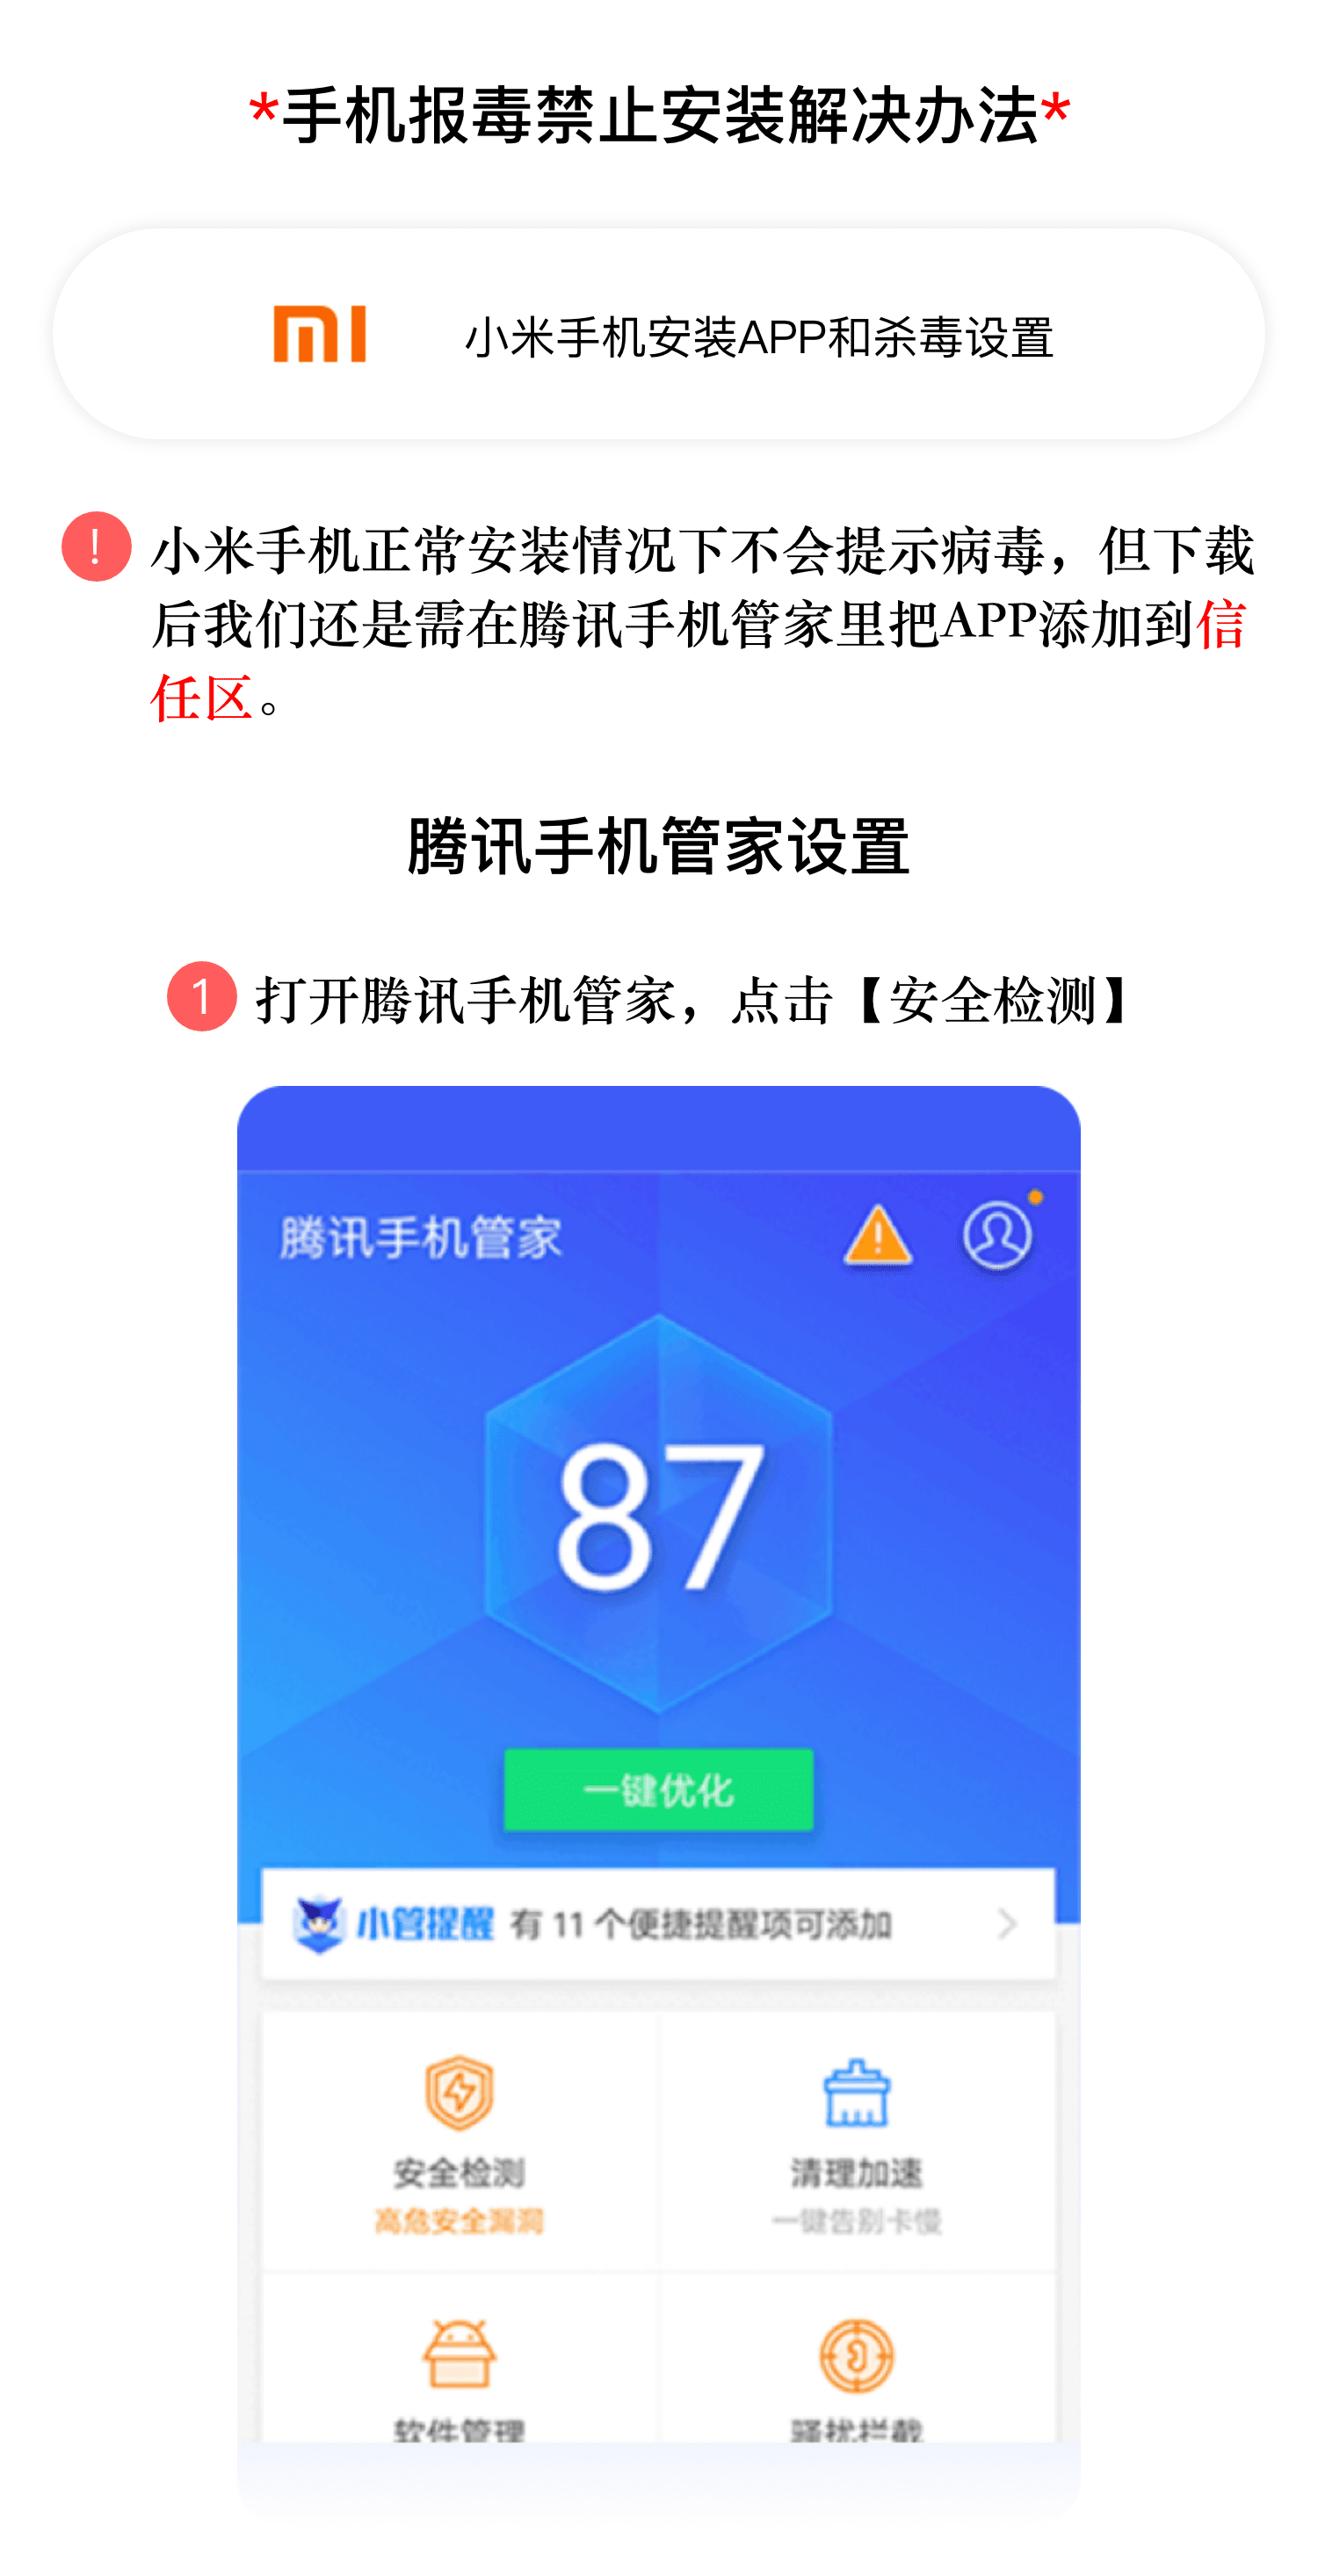 *手机报毒禁止安装解决办法*
小米手机安装APP和杀毒设置
! 小米手机正常安装情况下不会提示病毒，但下载
后我们还是需在腾讯手机管家里把APP添加到信
任区。
腾讯手机管家设置
1 打开腾讯手机管家，点击【安全检测】
腾讯手机管家
87
一键优化
小管提醒 有 11 个便捷提醒项可添加
安全检测
高危安全漏洞
清理加速
一键告别卡慢
软件管理
骚扰拦截